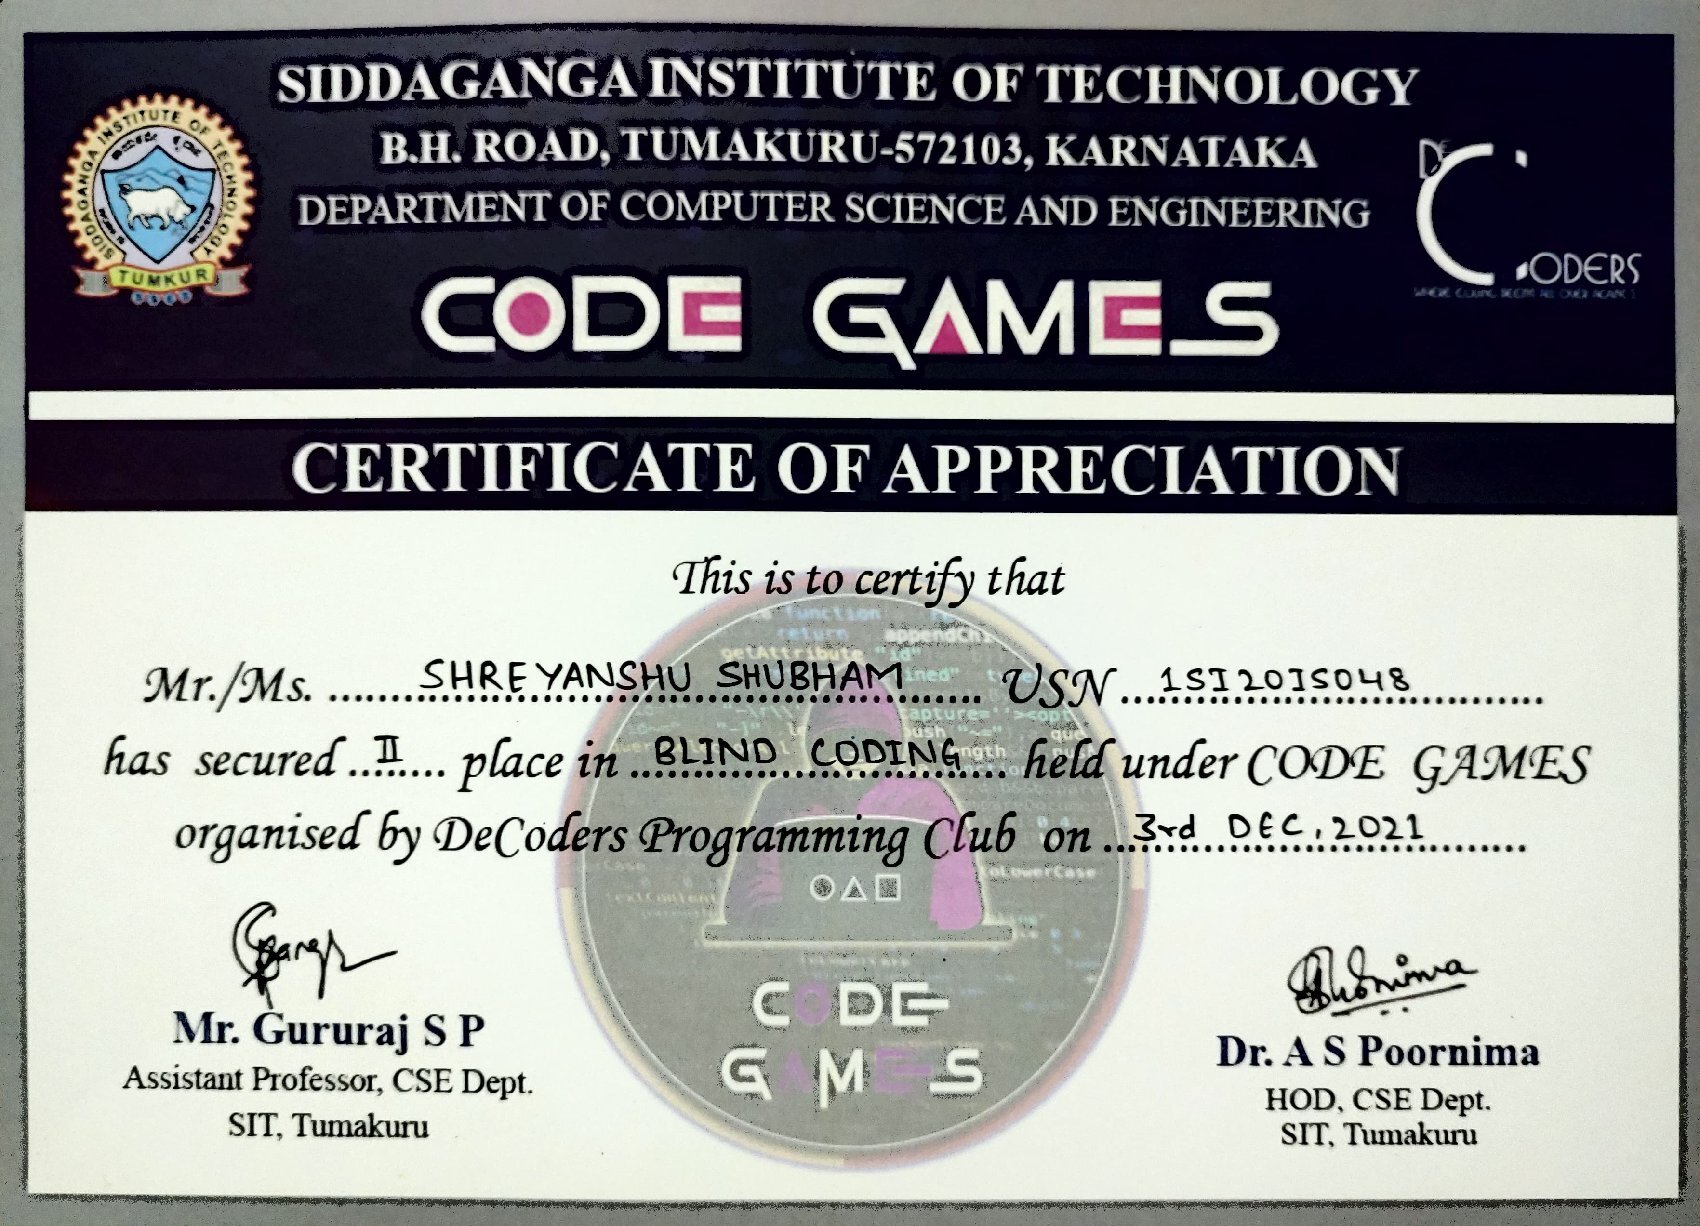 SIDDAGANGA INSTITUTE OF TECHNOLOGY
B.H. ROAD, TUMAKURU-572103, KARNATAKA
DEPARTMENT OF COMPUTER SCIENCE AND ENGINEERING
SIDDAGANGA INSTITUTE OF TECHNOLOGY
TUMKUR
DE
CODERS
CODE GAMES
CERTIFICATE OF APPRECIATION
This is to certify that
Mr./Ms. SHREYANSHU SHUBHAM USN 1SI20IS048
has secured II place in BLIND CODING held under CODE GAMES
organised by DeCoders Programming Club on 3rd DEC, 2021
CODE
GAMES
Mr. Gururaj S P
Assistant Professor, CSE Dept.
SIT, Tumakuru
Dr. A S Poornima
HOD, CSE Dept.
SIT, Tumakuru